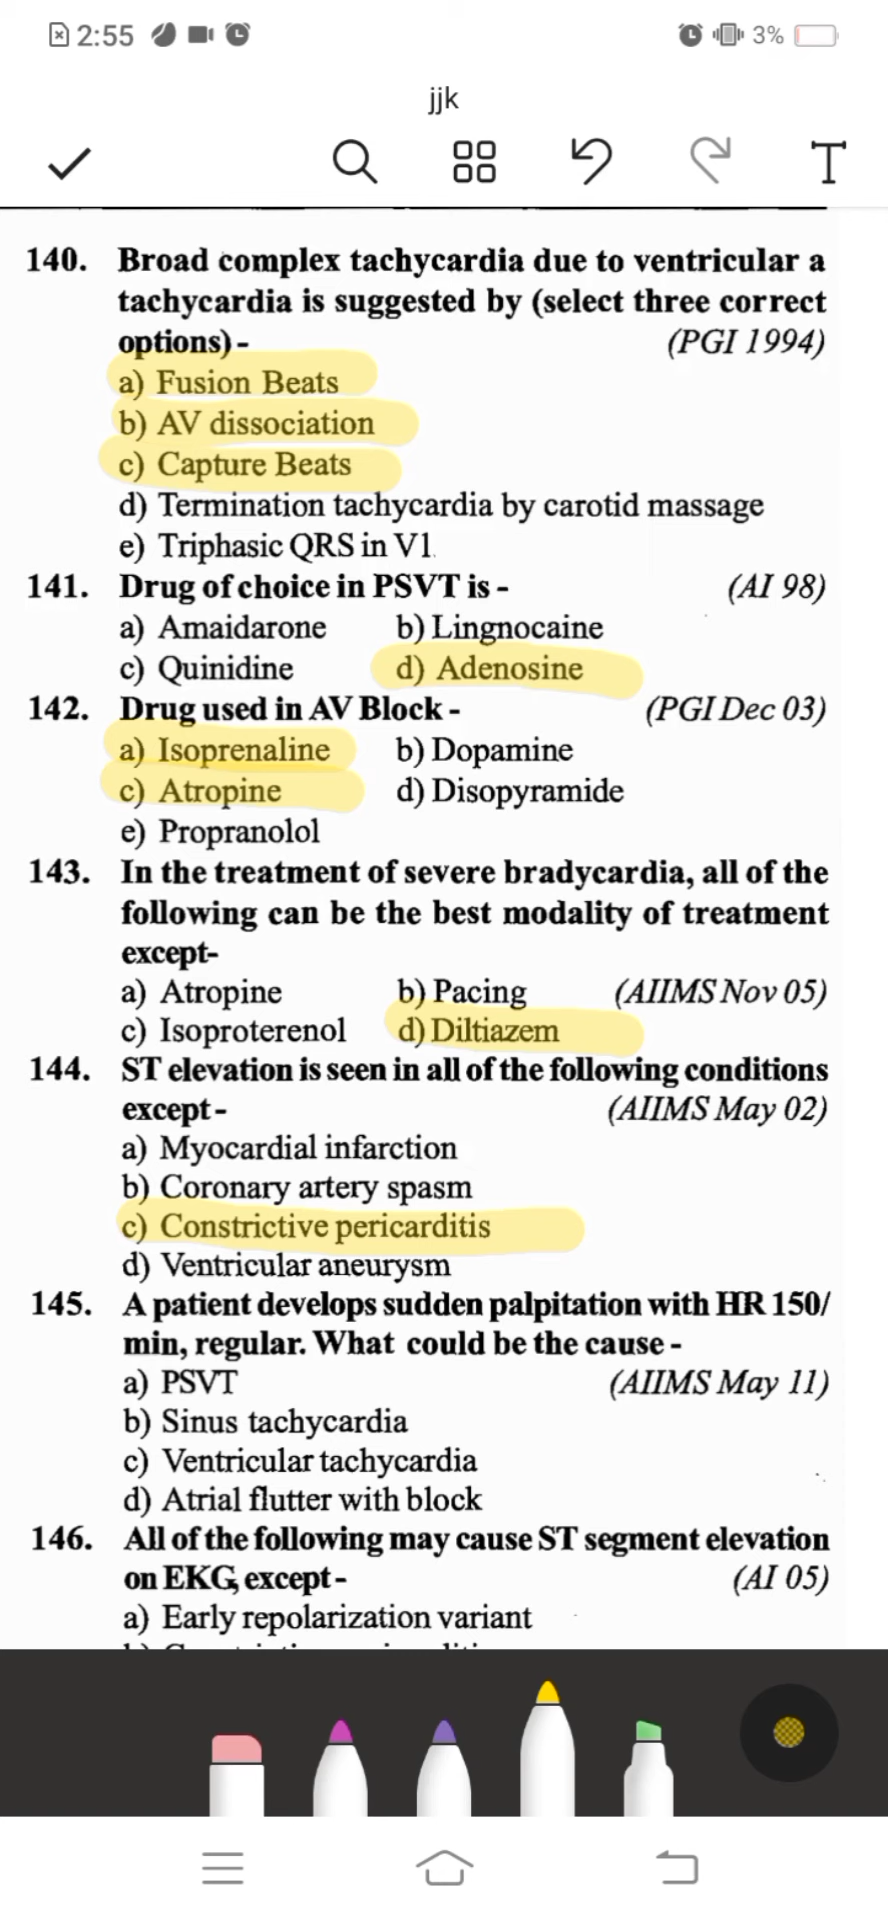 2:55
3%
jjk
T
140. Broad complex tachycardia due to ventricular a
tachycardia is suggested by (select three correct
options) - (PGI 1994)
a) Fusion Beats
b) AV dissociation
c) Capture Beats
d) Termination tachycardia by carotid massage
e) Triphasic QRS in V1
141. Drug of choice in PSVT is - (AI 98)
a) Amaidarone b) Lingnocaine
c) Quinidine d) Adenosine
142. Drug used in AV Block - (PGI Dec 03)
a) Isoprenaline b) Dopamine
c) Atropine d) Disopyramide
e) Propranolol
143. In the treatment of severe bradycardia, all of the
following can be the best modality of treatment
except-
a) Atropine b) Pacing (AIIMS Nov 05)
c) Isoproterenol d) Diltiazem
144. ST elevation is seen in all of the following conditions
except - (AIIMS May 02)
a) Myocardial infarction
b) Coronary artery spasm
c) Constrictive pericarditis
d) Ventricular aneurysm
145. A patient develops sudden palpitation with HR 150/
min, regular. What could be the cause -
a) PSVT (AIIMS May 11)
b) Sinus tachycardia
c) Ventricular tachycardia
d) Atrial flutter with block
146. All of the following may cause ST segment elevation
on EKG, except - (AI 05)
a) Early repolarization variant